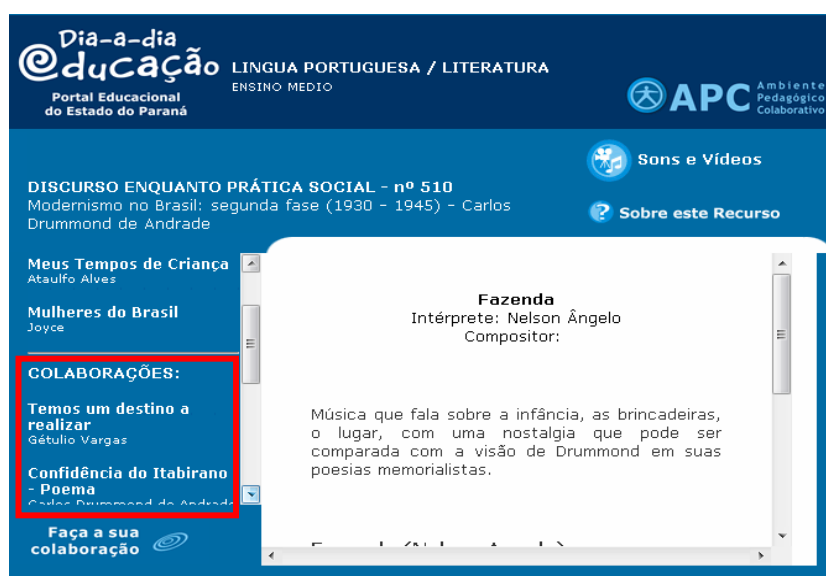 Dia-a-dia
educação
Portal Educacional
do Estado do Paraná
LINGUA PORTUGUESA / LITERATURA
ENSINO MEDIO
APC
Ambiente
Pedagógico
Colaborativo
Sons e Vídeos
Sobre este Recurso
DISCURSO ENQUANTO PRÁTICA SOCIAL - nº 510
Modernismo no Brasil: segunda fase (1930 - 1945) - Carlos
Drummond de Andrade
Meus Tempos de Criança
Ataulfo Alves
Mulheres do Brasil
Joyce
COLABORAÇÕES:
Temos um destino a
realizar
Gétulio Vargas
Confidência do Itabirano
- Poema
Carlos Drummond de Andrade
Faça a sua
colaboração
Fazenda
Intérprete: Nelson Ângelo
Compositor:
Música que fala sobre a infância, as brincadeiras,
o lugar, com uma nostalgia que pode ser
comparada com a visão de Drummond em suas
poesias memorialistas.